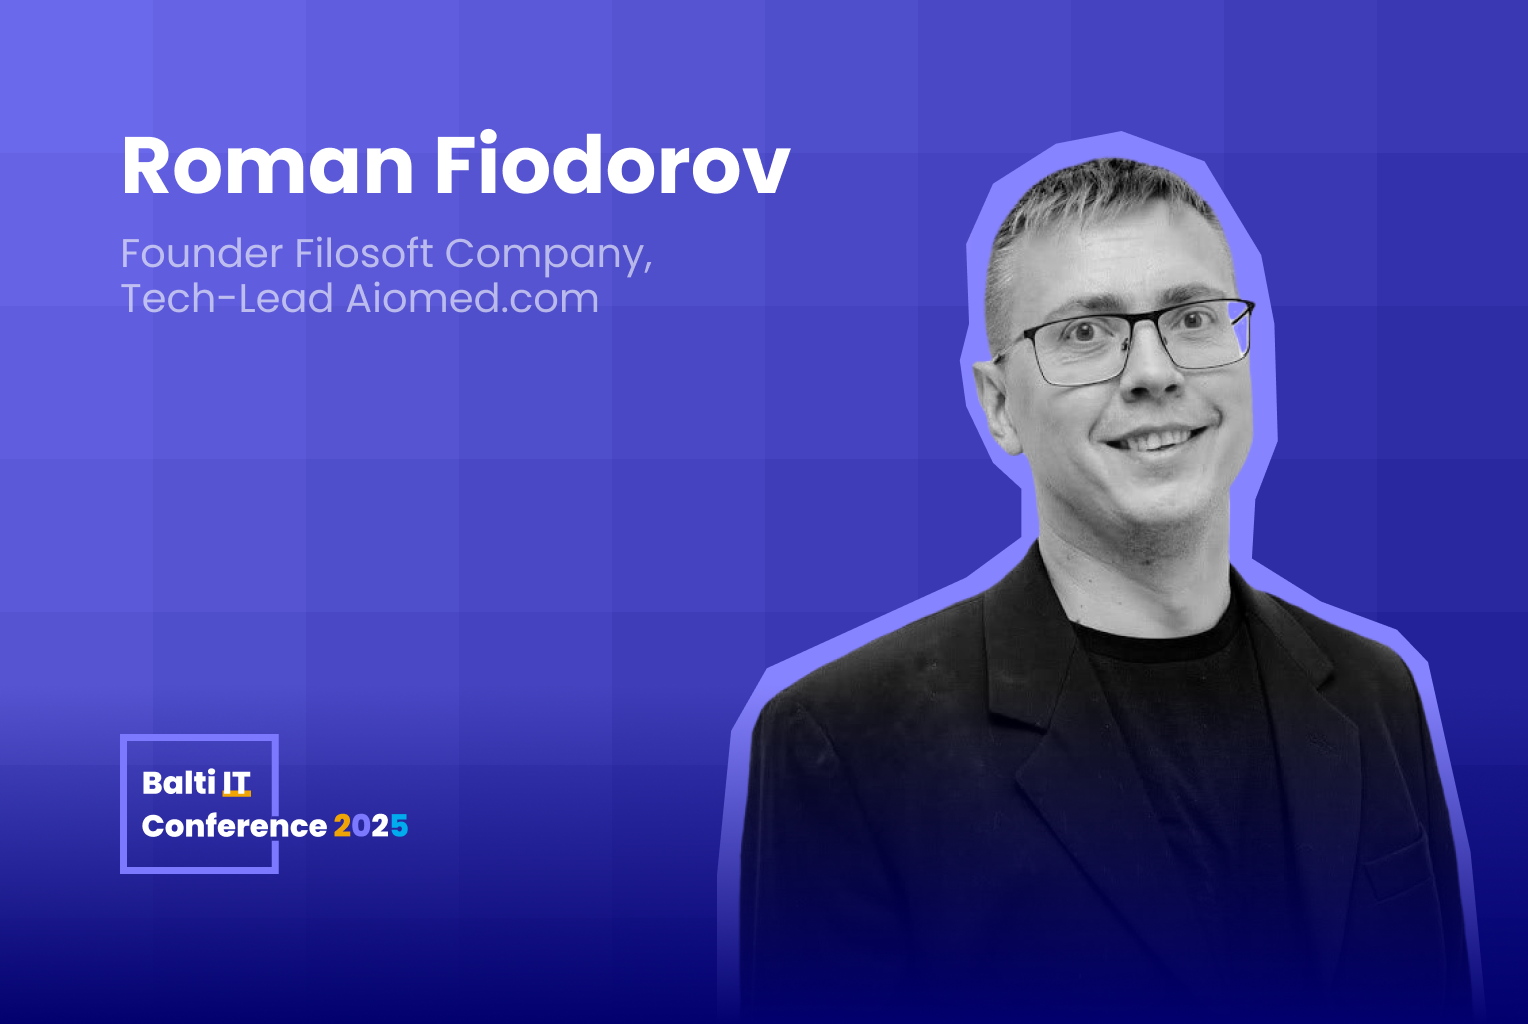 Roman Fiodorov
Founder Filosoft Company,
Tech-Lead Aiomed.com
Balti IT
Conference 2025